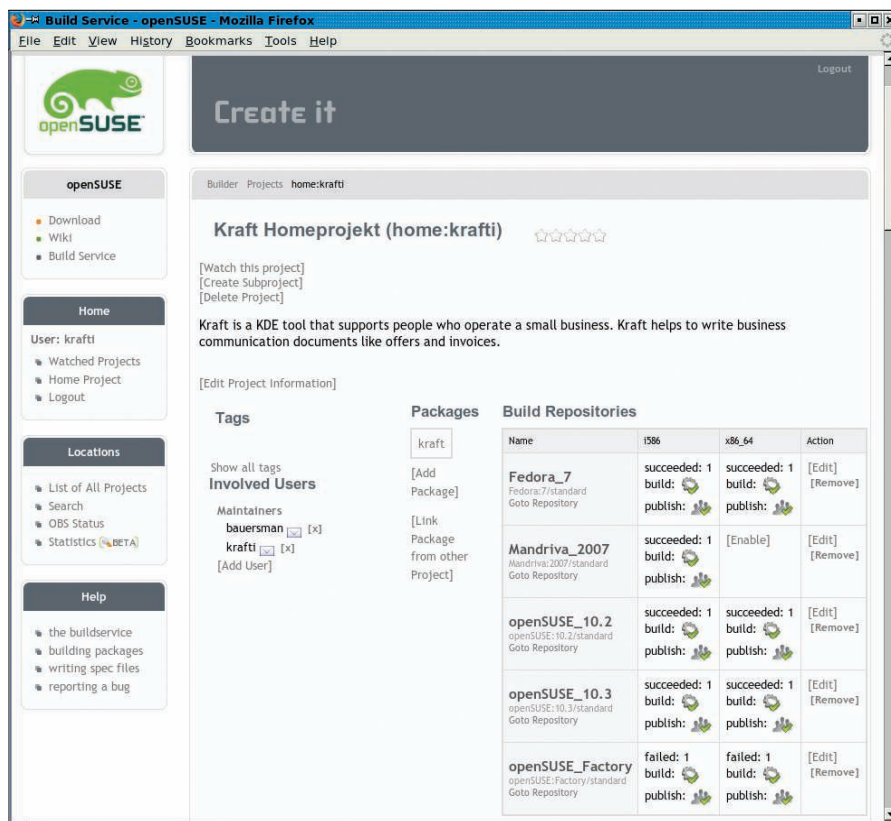 Build Service - openSUSE - Mozilla Firefox
File Edit View History Bookmarks Tools Help
openSUSE
Logout
Create it
openSUSE
Download
Wiki
Build Service
Home
User: krafti
Watched Projects
Home Project
Logout
Locations
List of All Projects
Search
OBS Status
Statistics (BETA)
Help
the buildservice
building packages
writing spec files
reporting a bug
Builder Projects home:krafti
Kraft Homeprojekt (home:krafti)
[Watch this project]
[Create Subproject]
[Delete Project]
Kraft is a KDE tool that supports people who operate a small business. Kraft helps to write business
communication documents like offers and invoices.
[Edit Project Information]
Tags
Show all tags
Involved Users
Maintainers
bauersman [x]
krafti [x]
[Add User]
Packages
kraft
[Add
Package]
[Link
Package
from other
Project]
Build Repositories
Name i586 x86_64 Action
Fedora_7 succeeded: 1 succeeded: 1 [Edit]
Fedora:7/standard build: build: [Remove]
Goto Repository publish: publish:
Mandriva_2007 succeeded: 1 [Enable] [Edit]
Mandriva:2007/standard build: [Remove]
Goto Repository publish:
openSUSE_10.2 succeeded: 1 succeeded: 1 [Edit]
openSUSE:10.2/standard build: build: [Remove]
Goto Repository publish: publish:
openSUSE_10.3 succeeded: 1 succeeded: 1 [Edit]
openSUSE:10.3/standard build: build: [Remove]
Goto Repository publish: publish:
openSUSE_Factory failed: 1 failed: 1 [Edit]
openSUSE:Factory/standard build: build: [Remove]
Goto Repository publish: publish: